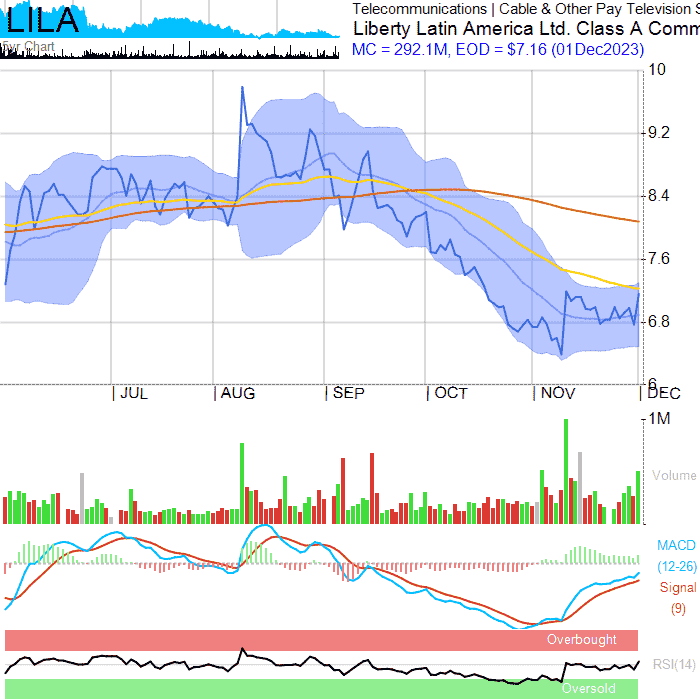 LILA
5yr Chart
Telecommunications | Cable & Other Pay Television S
Liberty Latin America Ltd. Class A Comm
MC = 292.1M, EOD = $7.16 (01Dec2023)
10
9.2
8.4
7.6
6.8
6
JUL AUG SEP OCT NOV DEC
1M
Volume
MACD
(12-26)
Signal
(9)
Overbought
RSI(14)
Oversold